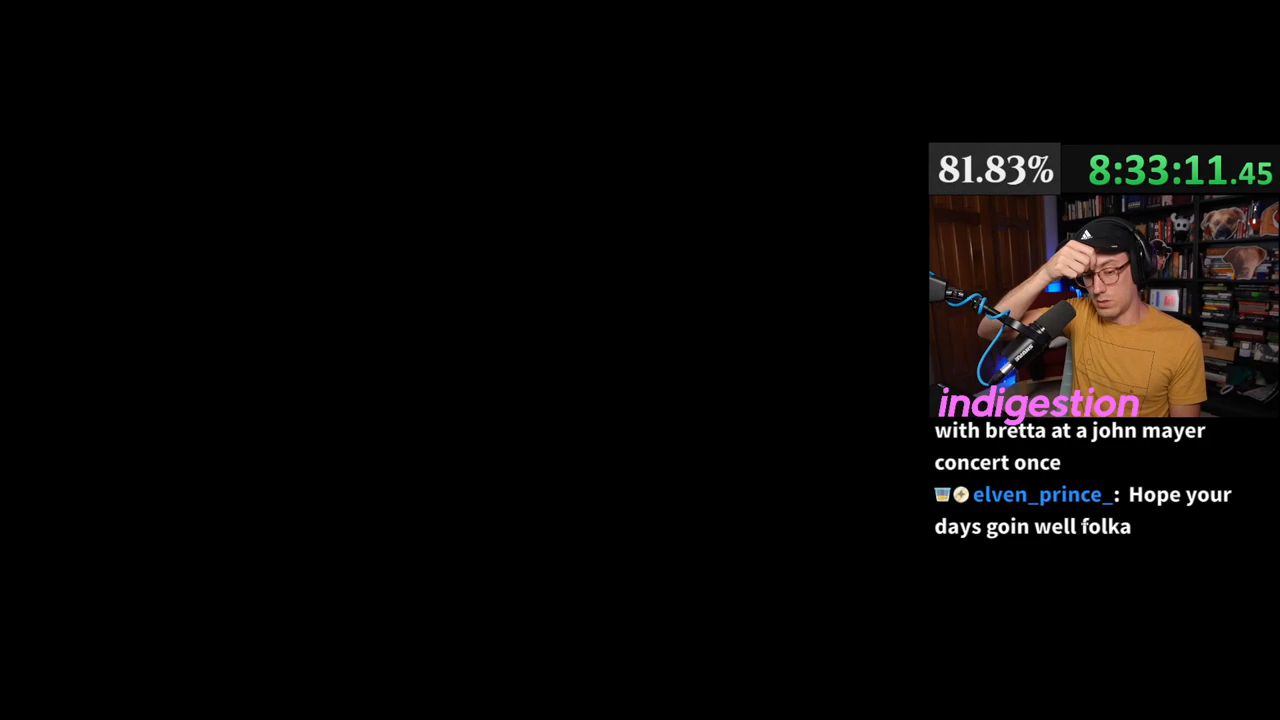 81.83% 8:33:11.45
indigestion
with bretta at a john mayer
concert once
elven_prince_: Hope your
days goin well folka